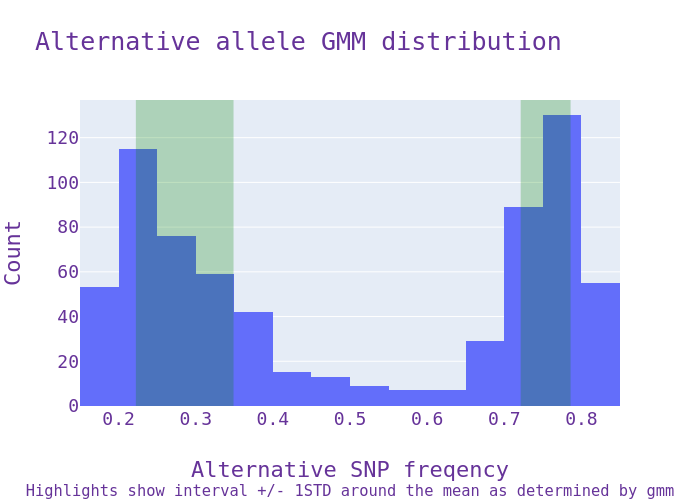 Alternative allele GMM distribution
120
100
80
60
40
20
0
Count
0.2 0.3 0.4 0.5 0.6 0.7 0.8
Alternative SNP freqency
Highlights show interval +/- 1STD around the mean as determined by gmm